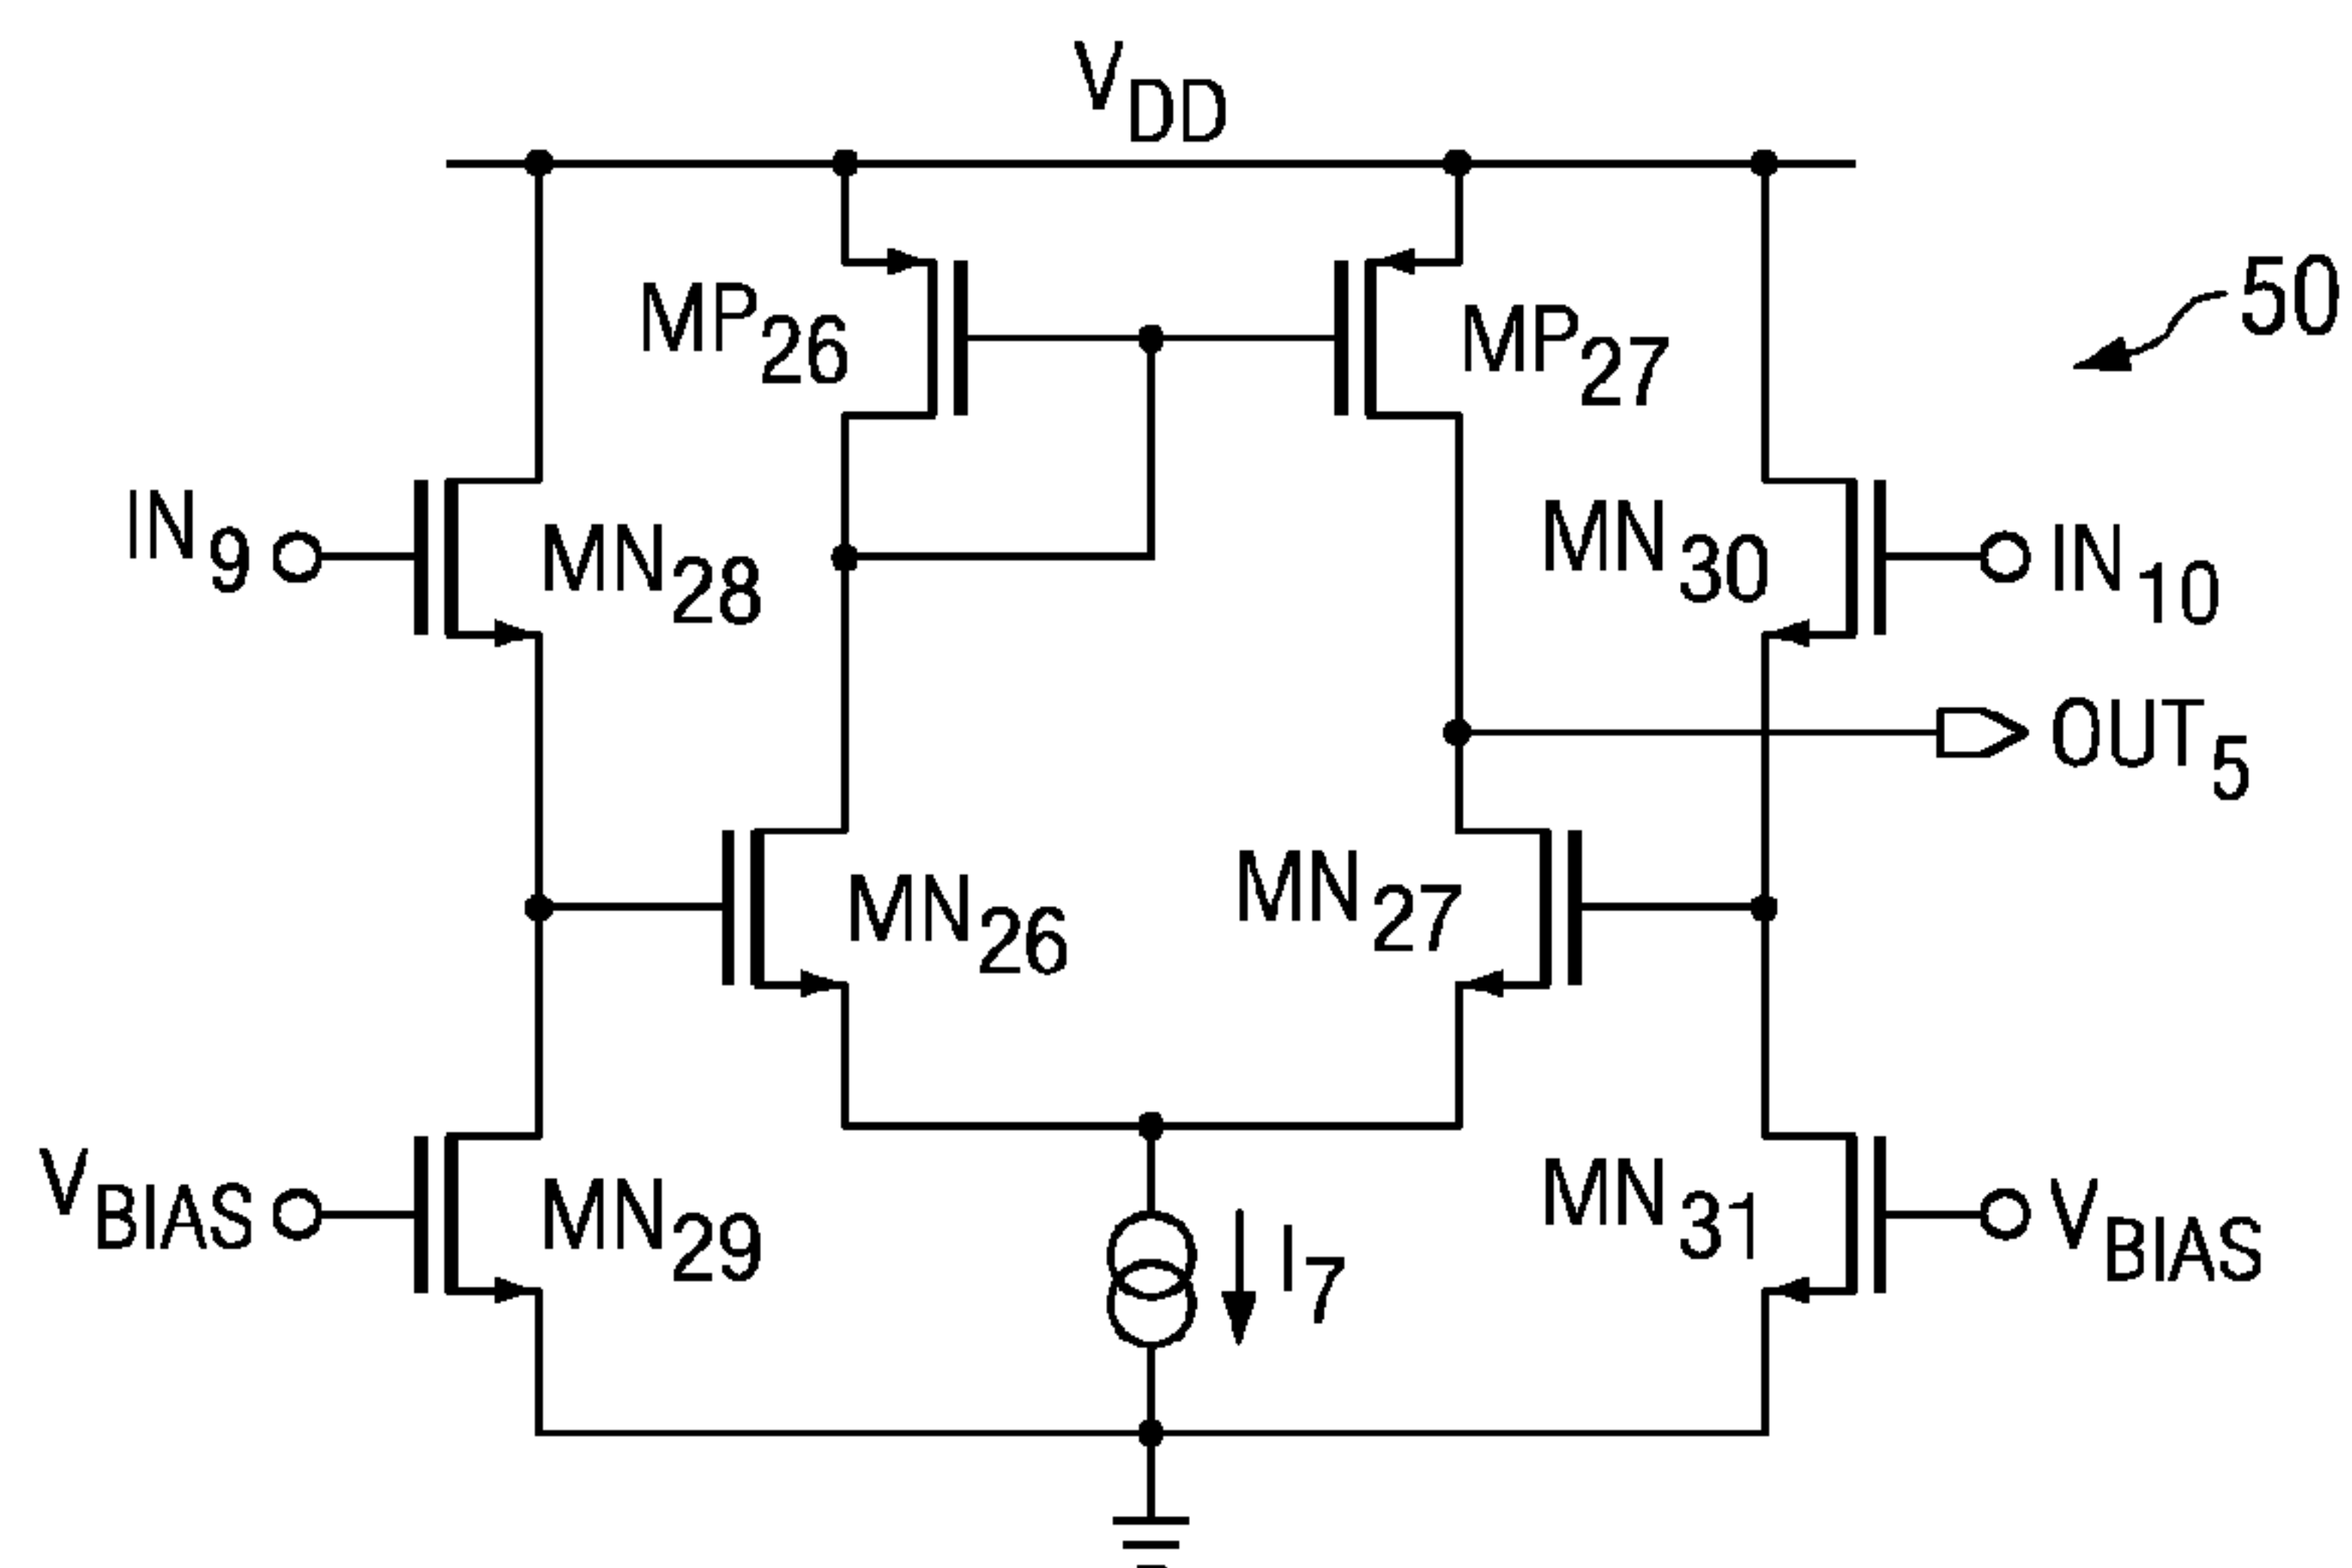 VDD
50
MP26
MP27
IN9
MN28
MN30
IN10
OUT5
MN26
MN27
VBIAS
MN29
I7
MN31
VBIAS